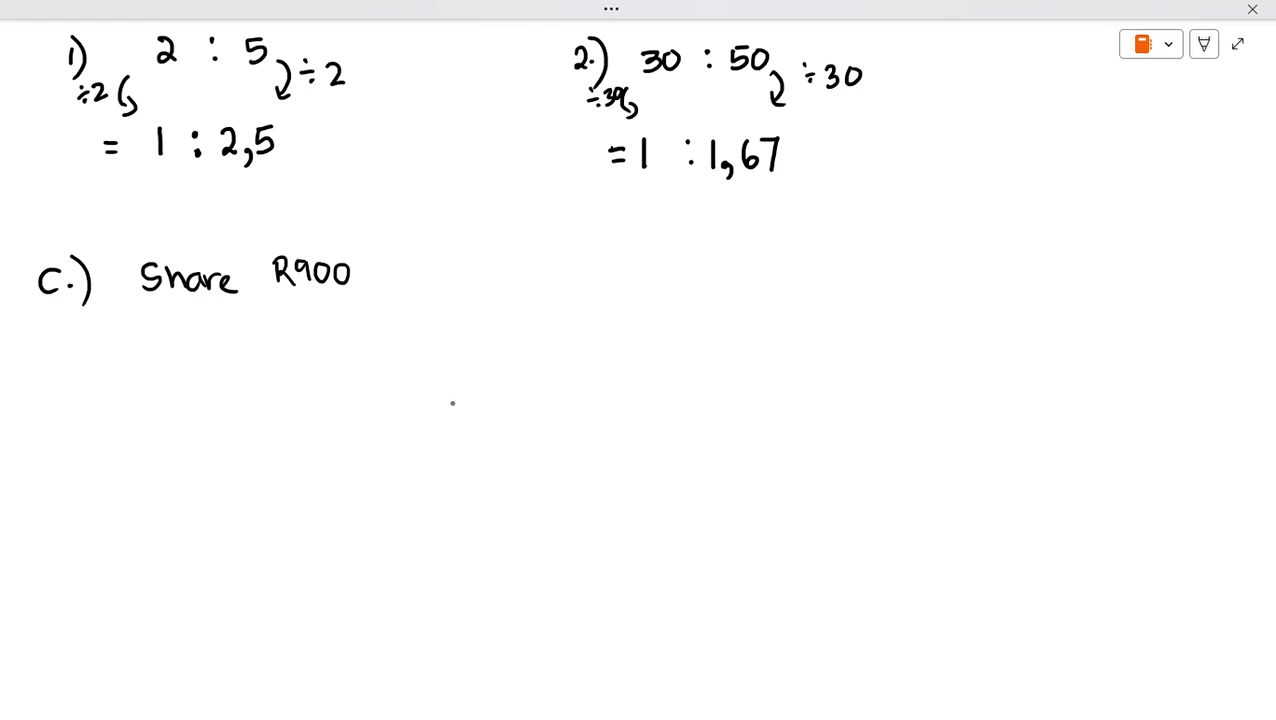 1) 2 : 5 ÷ 2
÷2
= 1 : 2,5
2.) 30 : 50 ÷ 30
÷30
= 1 : 1,67
C.) Share R900